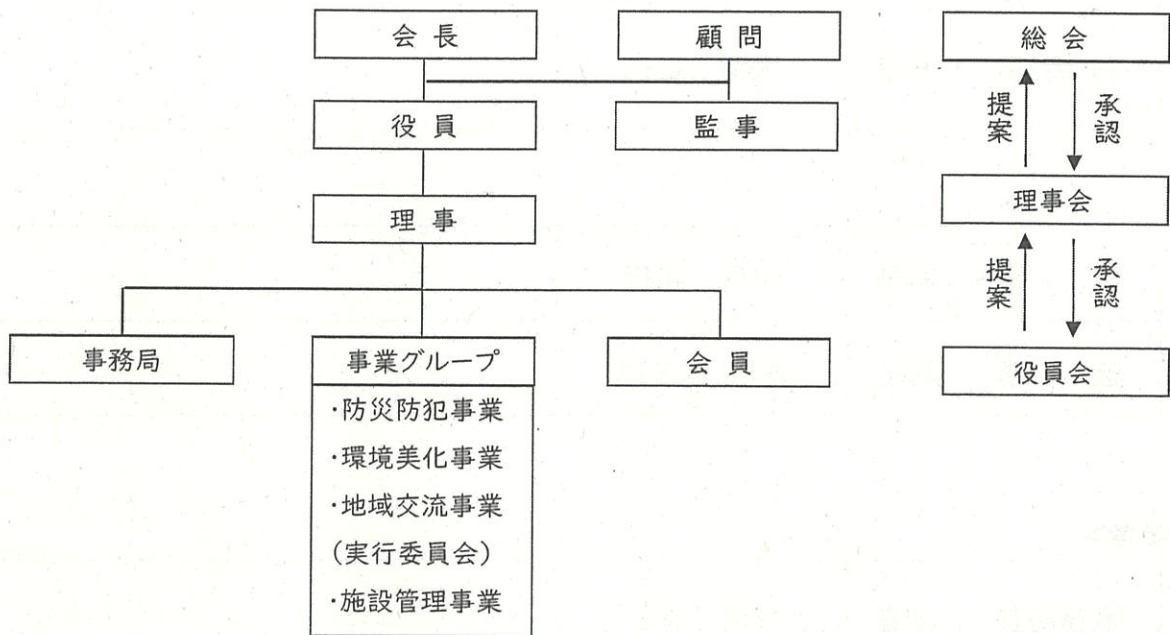 会長
顧問
総会
提案
承認
役員
監事
理事会
理事
提案
承認
事務局
事業グループ
会員
役員会
・防災防犯事業
・環境美化事業
・地域交流事業
(実行委員会)
・施設管理事業